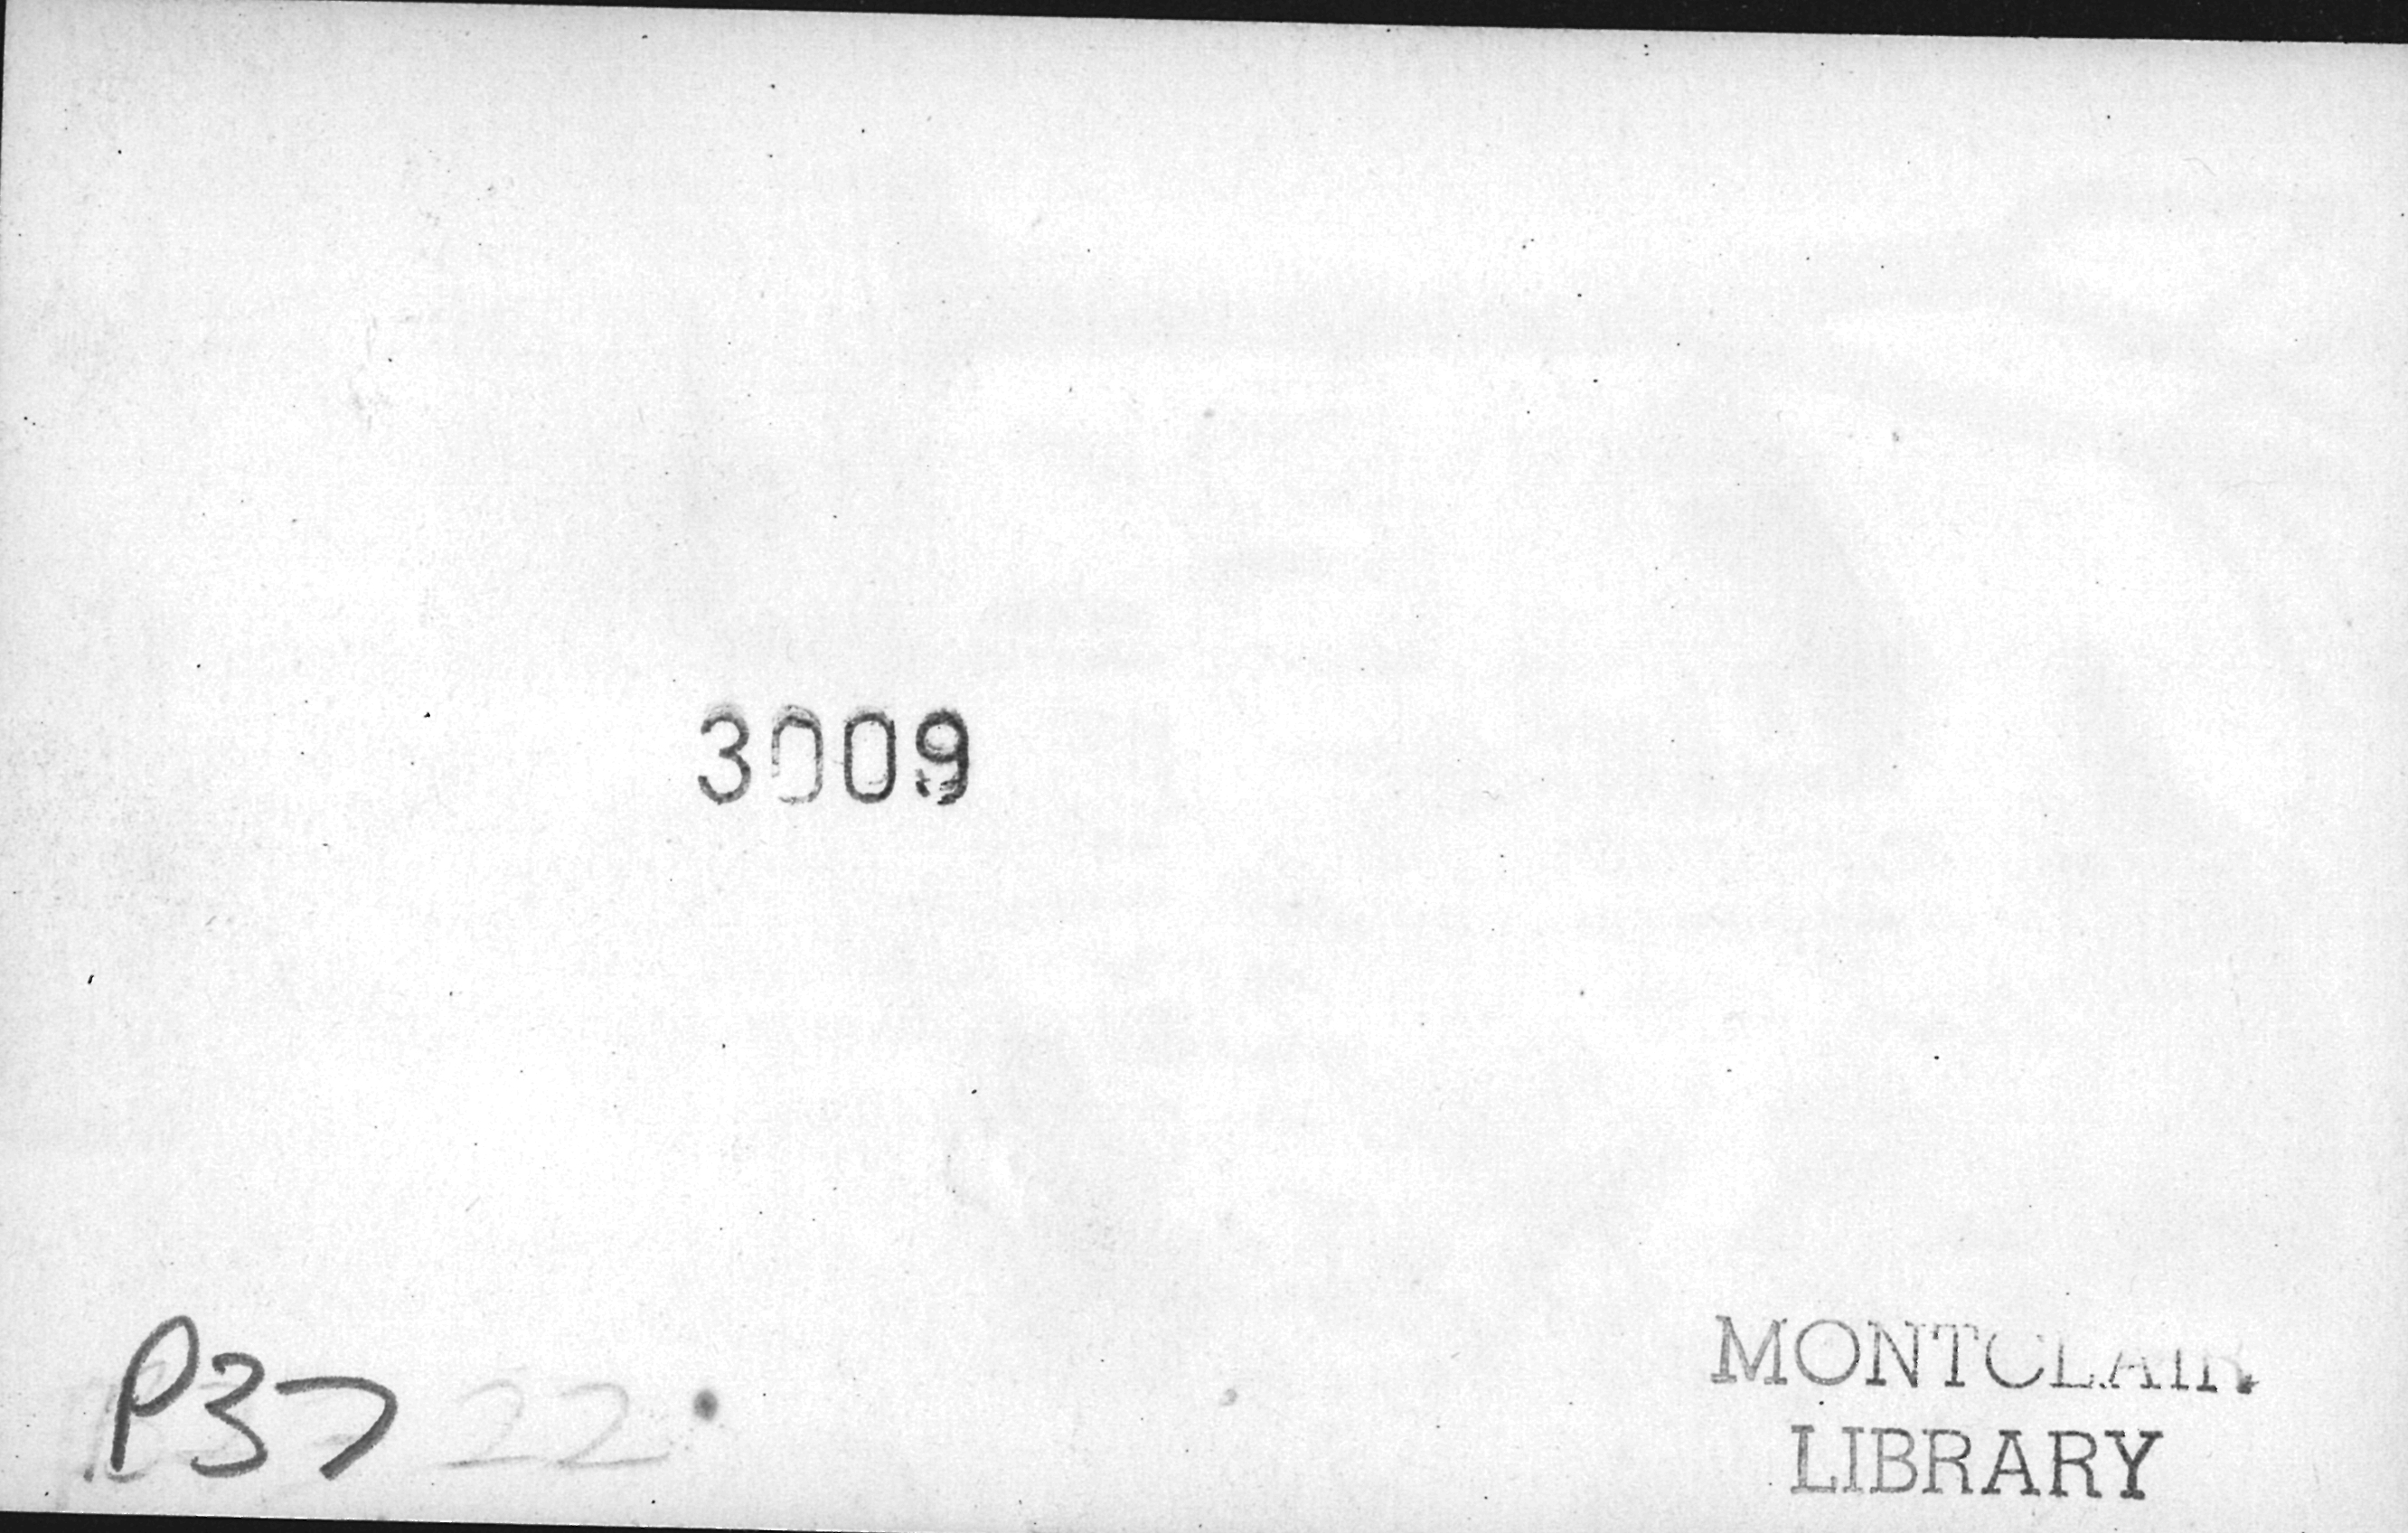 3009
P37 22
MONTCLAIR
LIBRARY